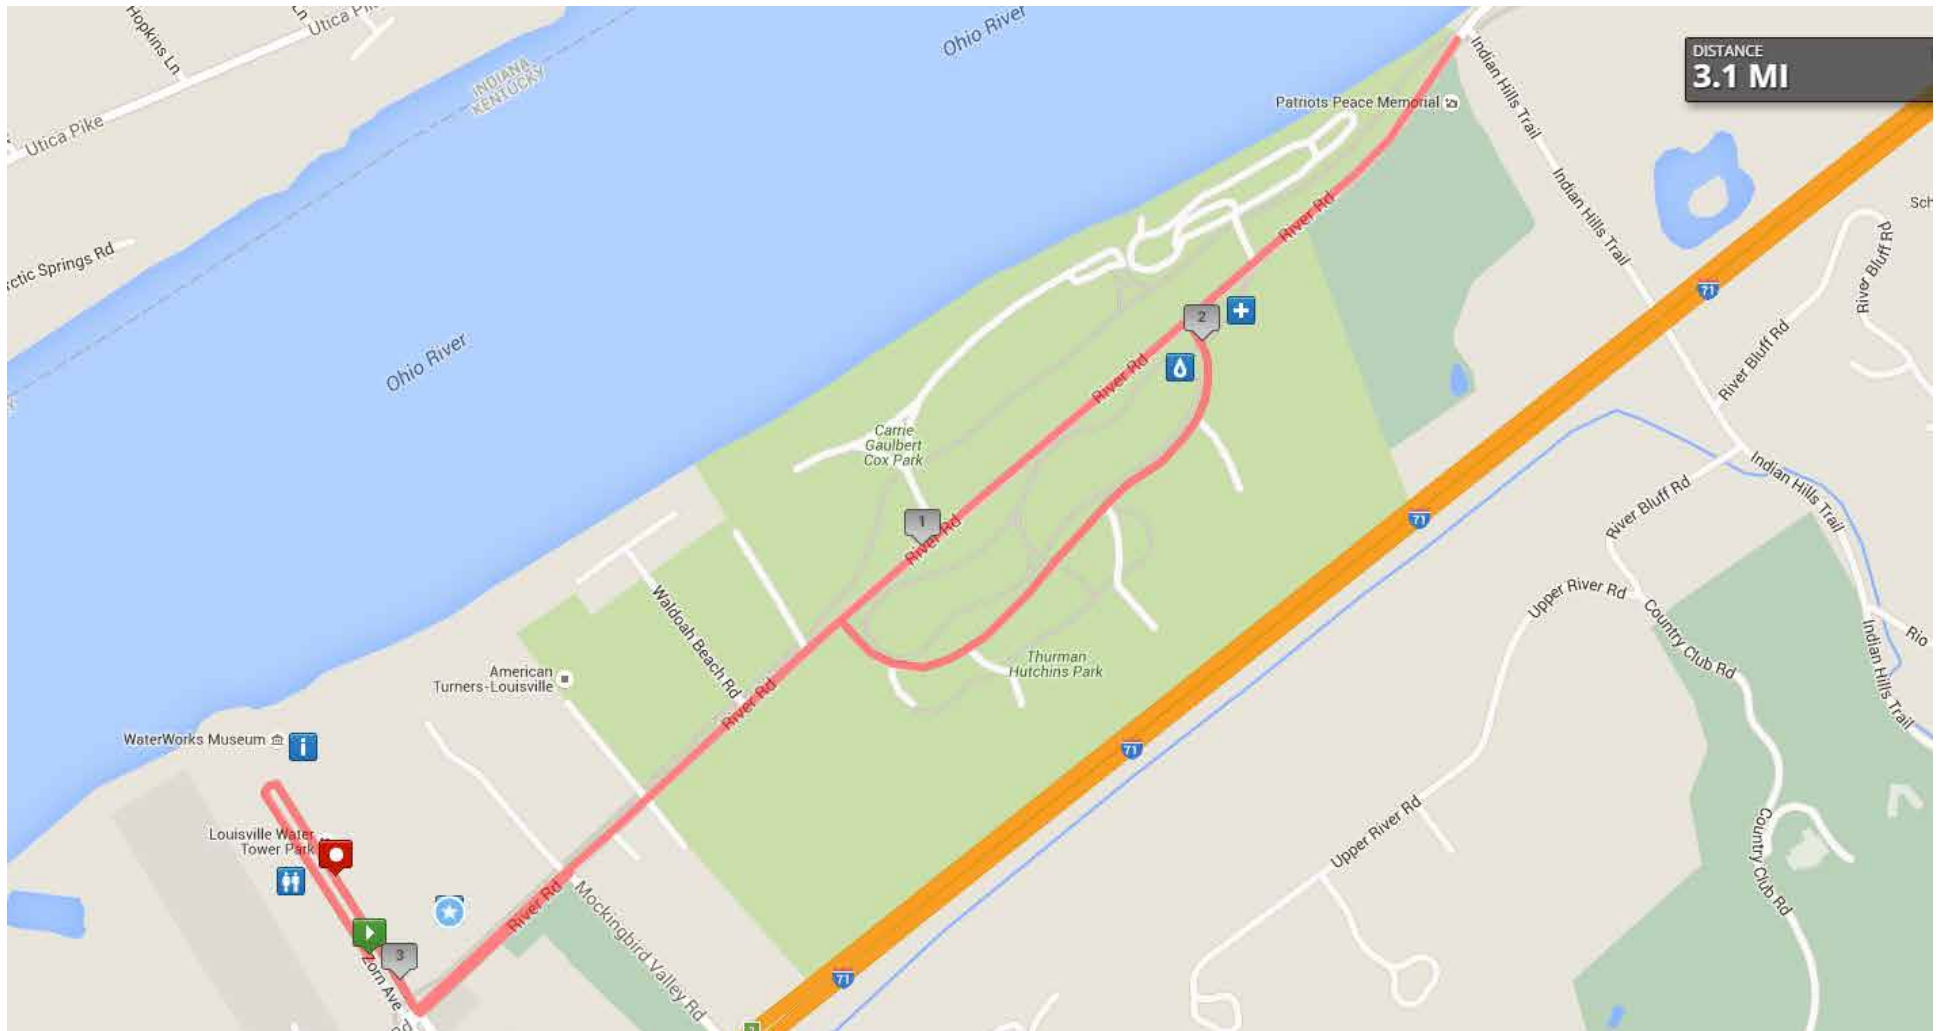 Hopkins Ln
Ln
Utica Pike
Ohio River
INDIANA
KENTUCKY
Indian Hills Trail
DISTANCE
3.1 MI
Patriots Peace Memorial
Utica Pike
Indian Hills Trail
River Rd
Sch
ctic Springs Rd
River Bluff Rd
71
2
Ohio River
River Rd
River Bluff Rd
Carrie
Gaulbert
Cox Park
Indian Hills Trail
River Bluff Rd
1
River Rd
71
Upper River Rd
Waldoah Beach Rd
Country Club Rd
Rio
Indian Hills Trail
Thurman
Hutchins Park
American
Turners-Louisville
River Rd
WaterWorks Museum
i
71
Louisville Water
Tower Park
Upper River Rd
Country Club Rd
River Rd
Mockingbird Valley Rd
3
Zorn Ave
71
2